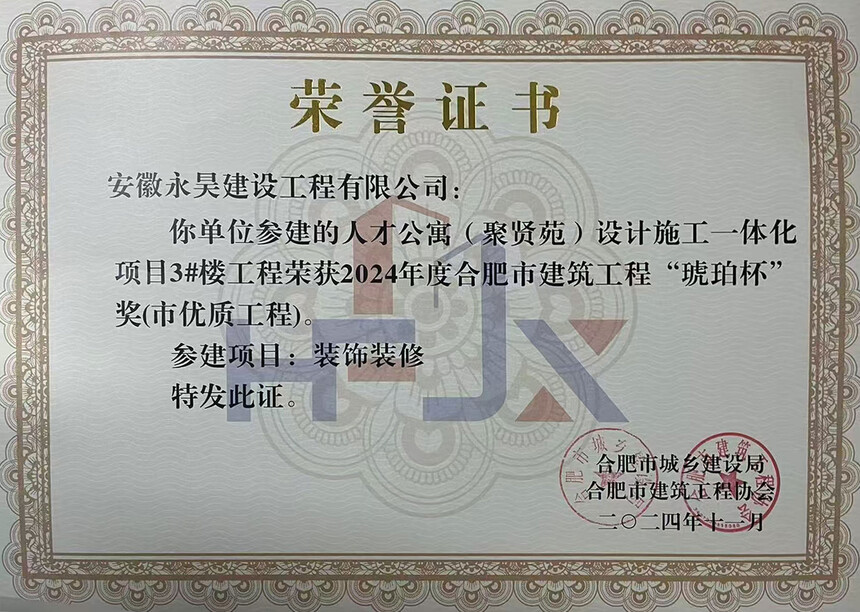 荣誉证书
安徽永昊建设工程有限公司：
你单位参建的人才公寓（聚贤苑）设计施工一体化
项目3#楼工程荣获2024年度合肥市建筑工程“琥珀杯”
奖(市优质工程)。
参建项目：装饰装修
特发此证。
合肥市城乡建设局
合肥市建筑工程协会
二〇二四年十一月